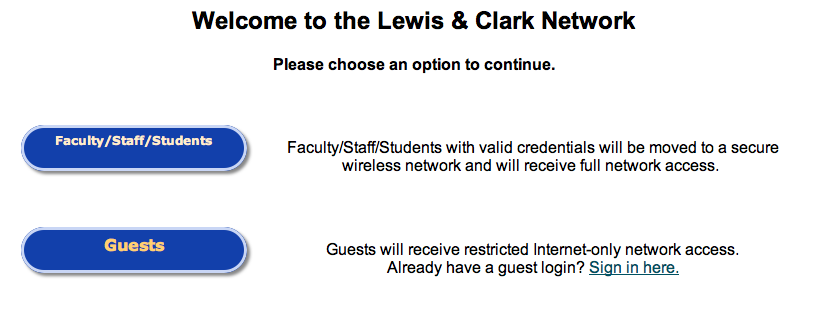 Welcome to the Lewis & Clark Network
Please choose an option to continue.
Faculty/Staff/Students
Faculty/Staff/Students with valid credentials will be moved to a secure
wireless network and will receive full network access.
Guests
Guests will receive restricted Internet-only network access.
Already have a guest login? Sign in here.